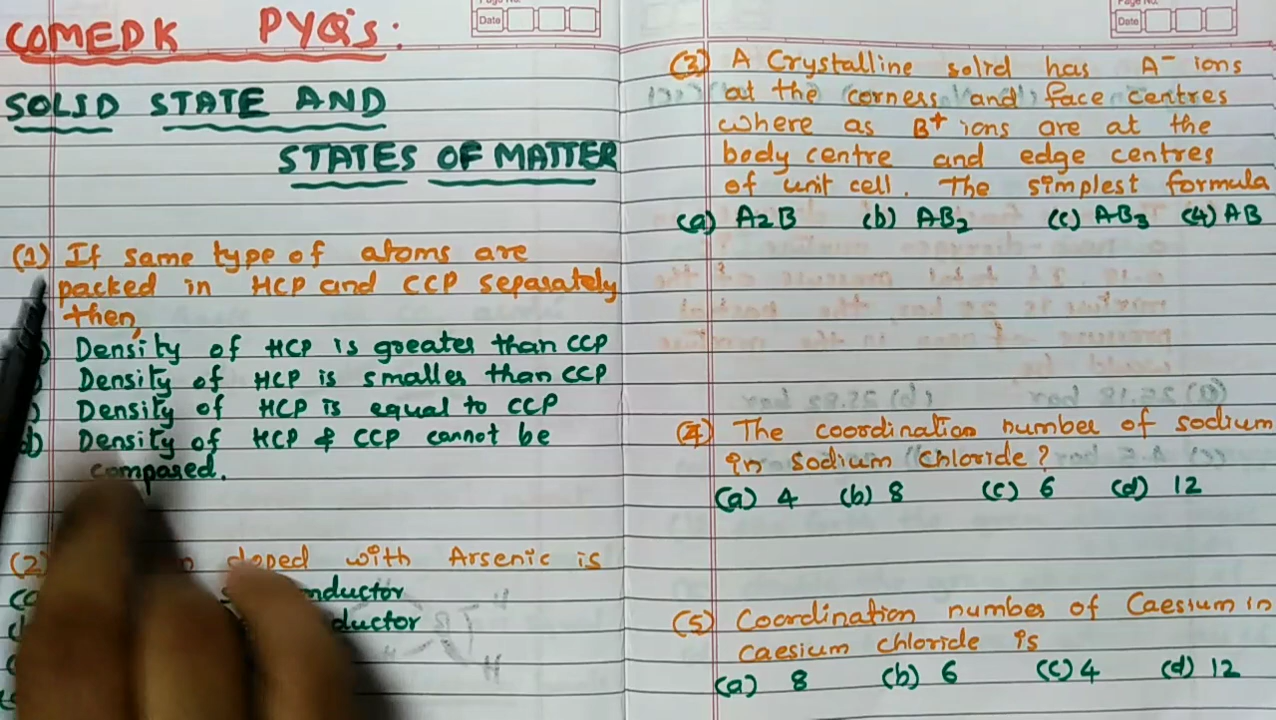 COMEDK PYQ's:
Date
SOLID STATE AND
STATES OF MATTER
(1) If same type of atoms are
packed in HCP and CCP separately
then,
Density of HCP is greater than CCP
Density of HCP is smaller than CCP
Density of HCP is equal to CCP
Density of HCP & CCP cannot be
compared.
(2 doped with Arsenic is
Page No.
Date
(3) A Crystalline solid has A⁻ ions
at the corners and face centres
where as B⁺ ions are at the
body centre and edge centres
of unit cell. The simplest formula
(a) A2B (b) AB2 (c) AB3 (4) AB
(4) The coordination number of sodium
in Sodium Chloride?
(a) 4 (b) 8 (c) 6 (d) 12
(5) Coordination number of Caesium in
Caesium chloride is
(a) 8 (b) 6 (c) 4 (d) 12